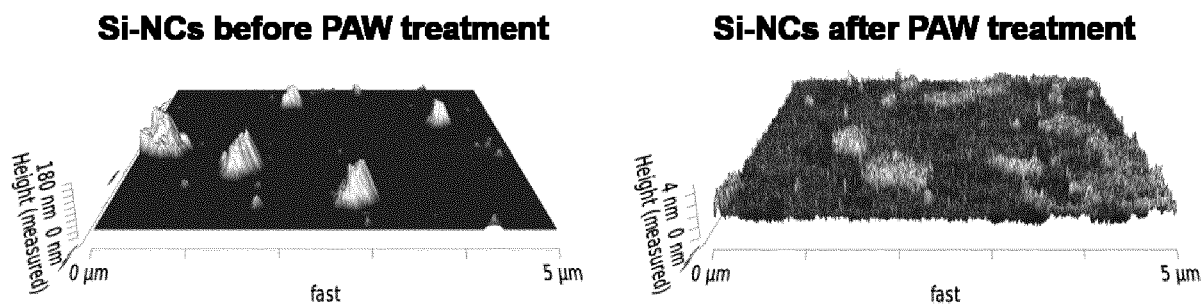 Si-NCs before PAW treatment
180 nm
0 nm
Height (measured)
0 µm
5 µm
fast
Si-NCs after PAW treatment
4 nm
0 nm
Height (measured)
0 µm
5 µm
fast